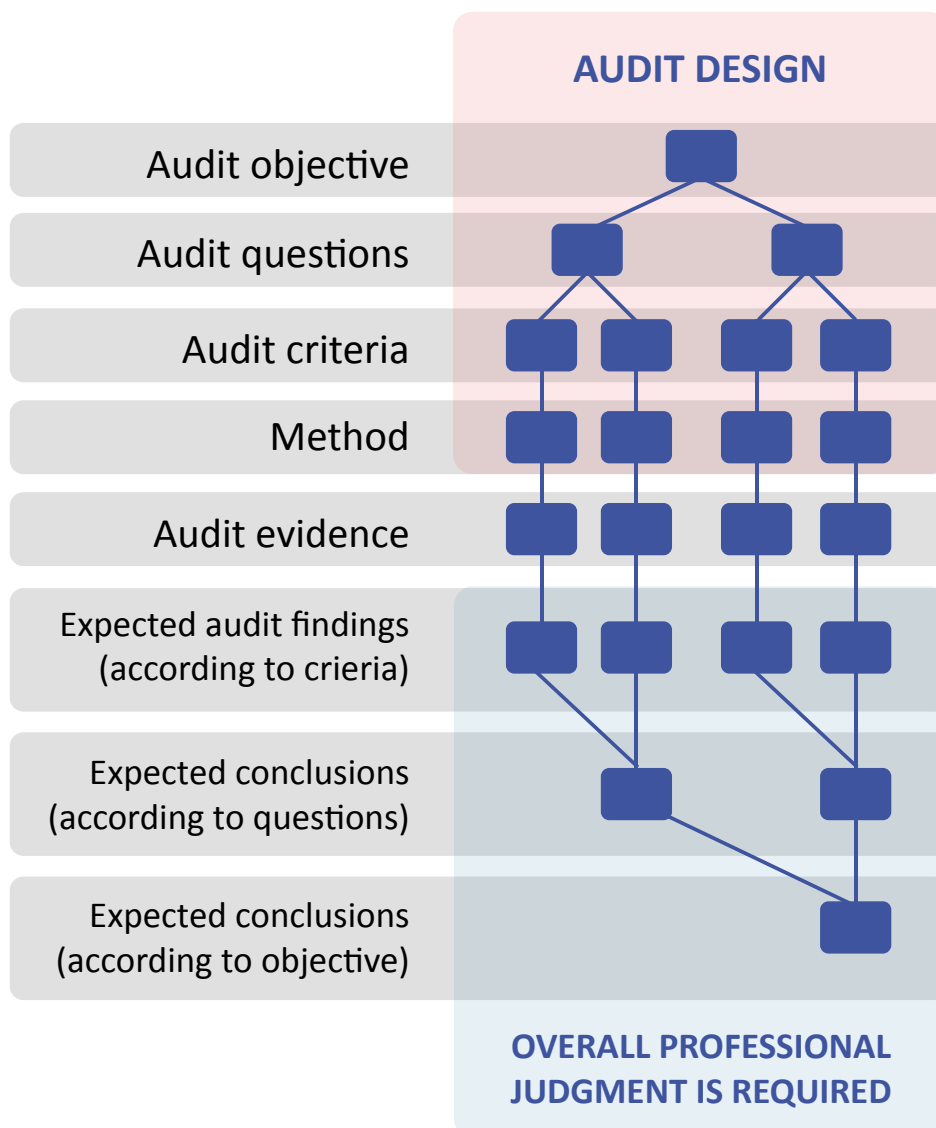 AUDIT DESIGN
Audit objective
Audit questions
Audit criteria
Method
Audit evidence
Expected audit findings
(according to crieria)
Expected conclusions
(according to questions)
Expected conclusions
(according to objective)
OVERALL PROFESSIONAL
JUDGMENT IS REQUIRED